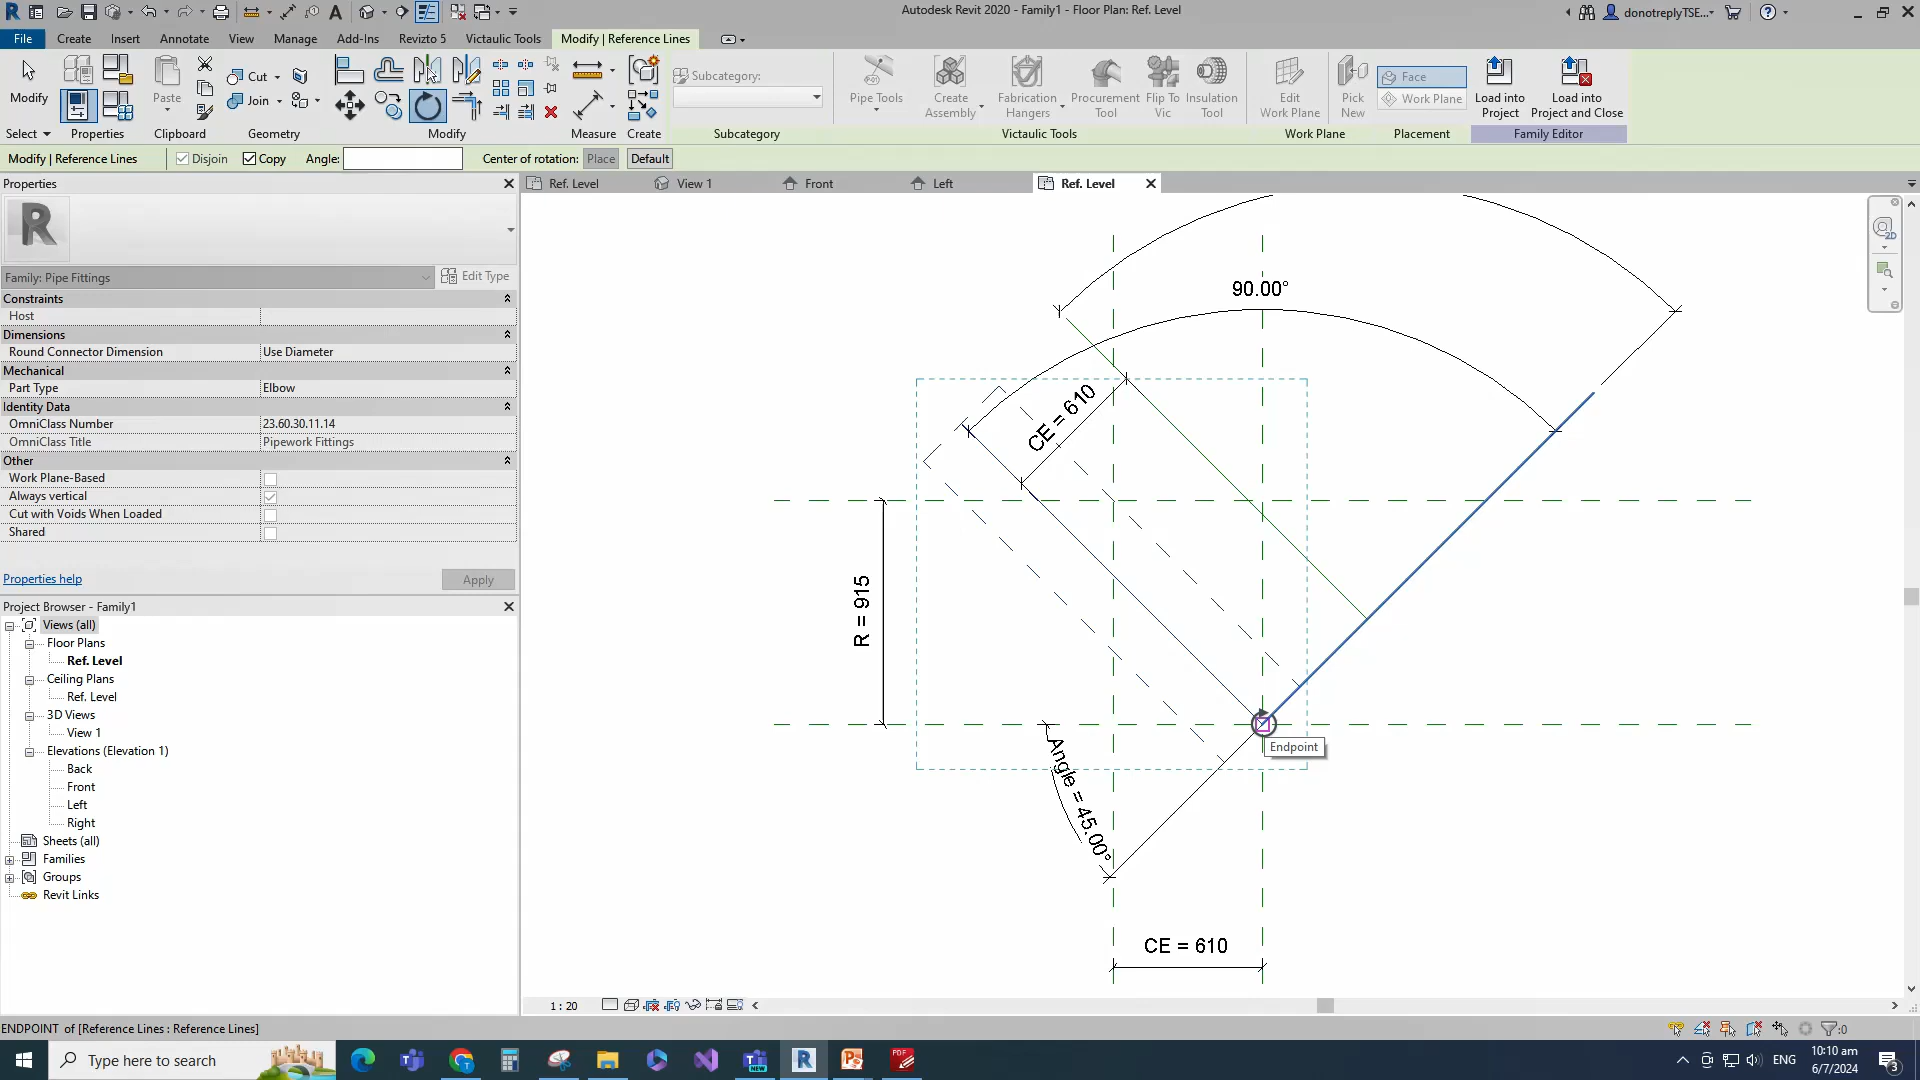 Autodesk Revit 2020 - Family1 - Floor Plan: Ref. Level
donotreplyTSE...
File
Create
Insert
Annotate
View
Manage
Add-Ins
Revizto 5
Victaulic Tools
Modify | Reference Lines
Modify
Paste
Cut
Join
Subcategory:
Pipe Tools
Create
Assembly
Fabrication
Hangers
Procurement
Tool
Flip To
Vic
Insulation
Tool
Edit
Work Plane
Pick
New
Face
Work Plane
Load into
Project
Load into
Project and Close
Select
Properties
Clipboard
Geometry
Modify
Measure
Create
Subcategory
Victaulic Tools
Work Plane
Placement
Family Editor
Modify | Reference Lines
Disjoin
Copy
Angle:
Center of rotation:
Place
Default
Properties
Ref. Level
View 1
Front
Left
Ref. Level
2D
R
Family: Pipe Fittings
Edit Type
Constraints
Host
Dimensions
Round Connector Dimension Use Diameter
Mechanical
Part Type Elbow
Identity Data
OmniClass Number 23.60.30.11.14
OmniClass Title Pipework Fittings
Other
Work Plane-Based
Always vertical
Cut with Voids When Loaded
Shared
Properties help
Apply
Project Browser - Family1
Views (all)
Floor Plans
Ref. Level
Ceiling Plans
Ref. Level
3D Views
View 1
Elevations (Elevation 1)
Back
Front
Left
Right
Sheets (all)
Families
Groups
Revit Links
90.00°
CE = 610
R = 915
Endpoint
Angle = 45.00°
CE = 610
1 : 20
ENDPOINT of [Reference Lines : Reference Lines]
:0
Type here to search
NEW
R
PDF
ENG
10:10 am
6/7/2024
3